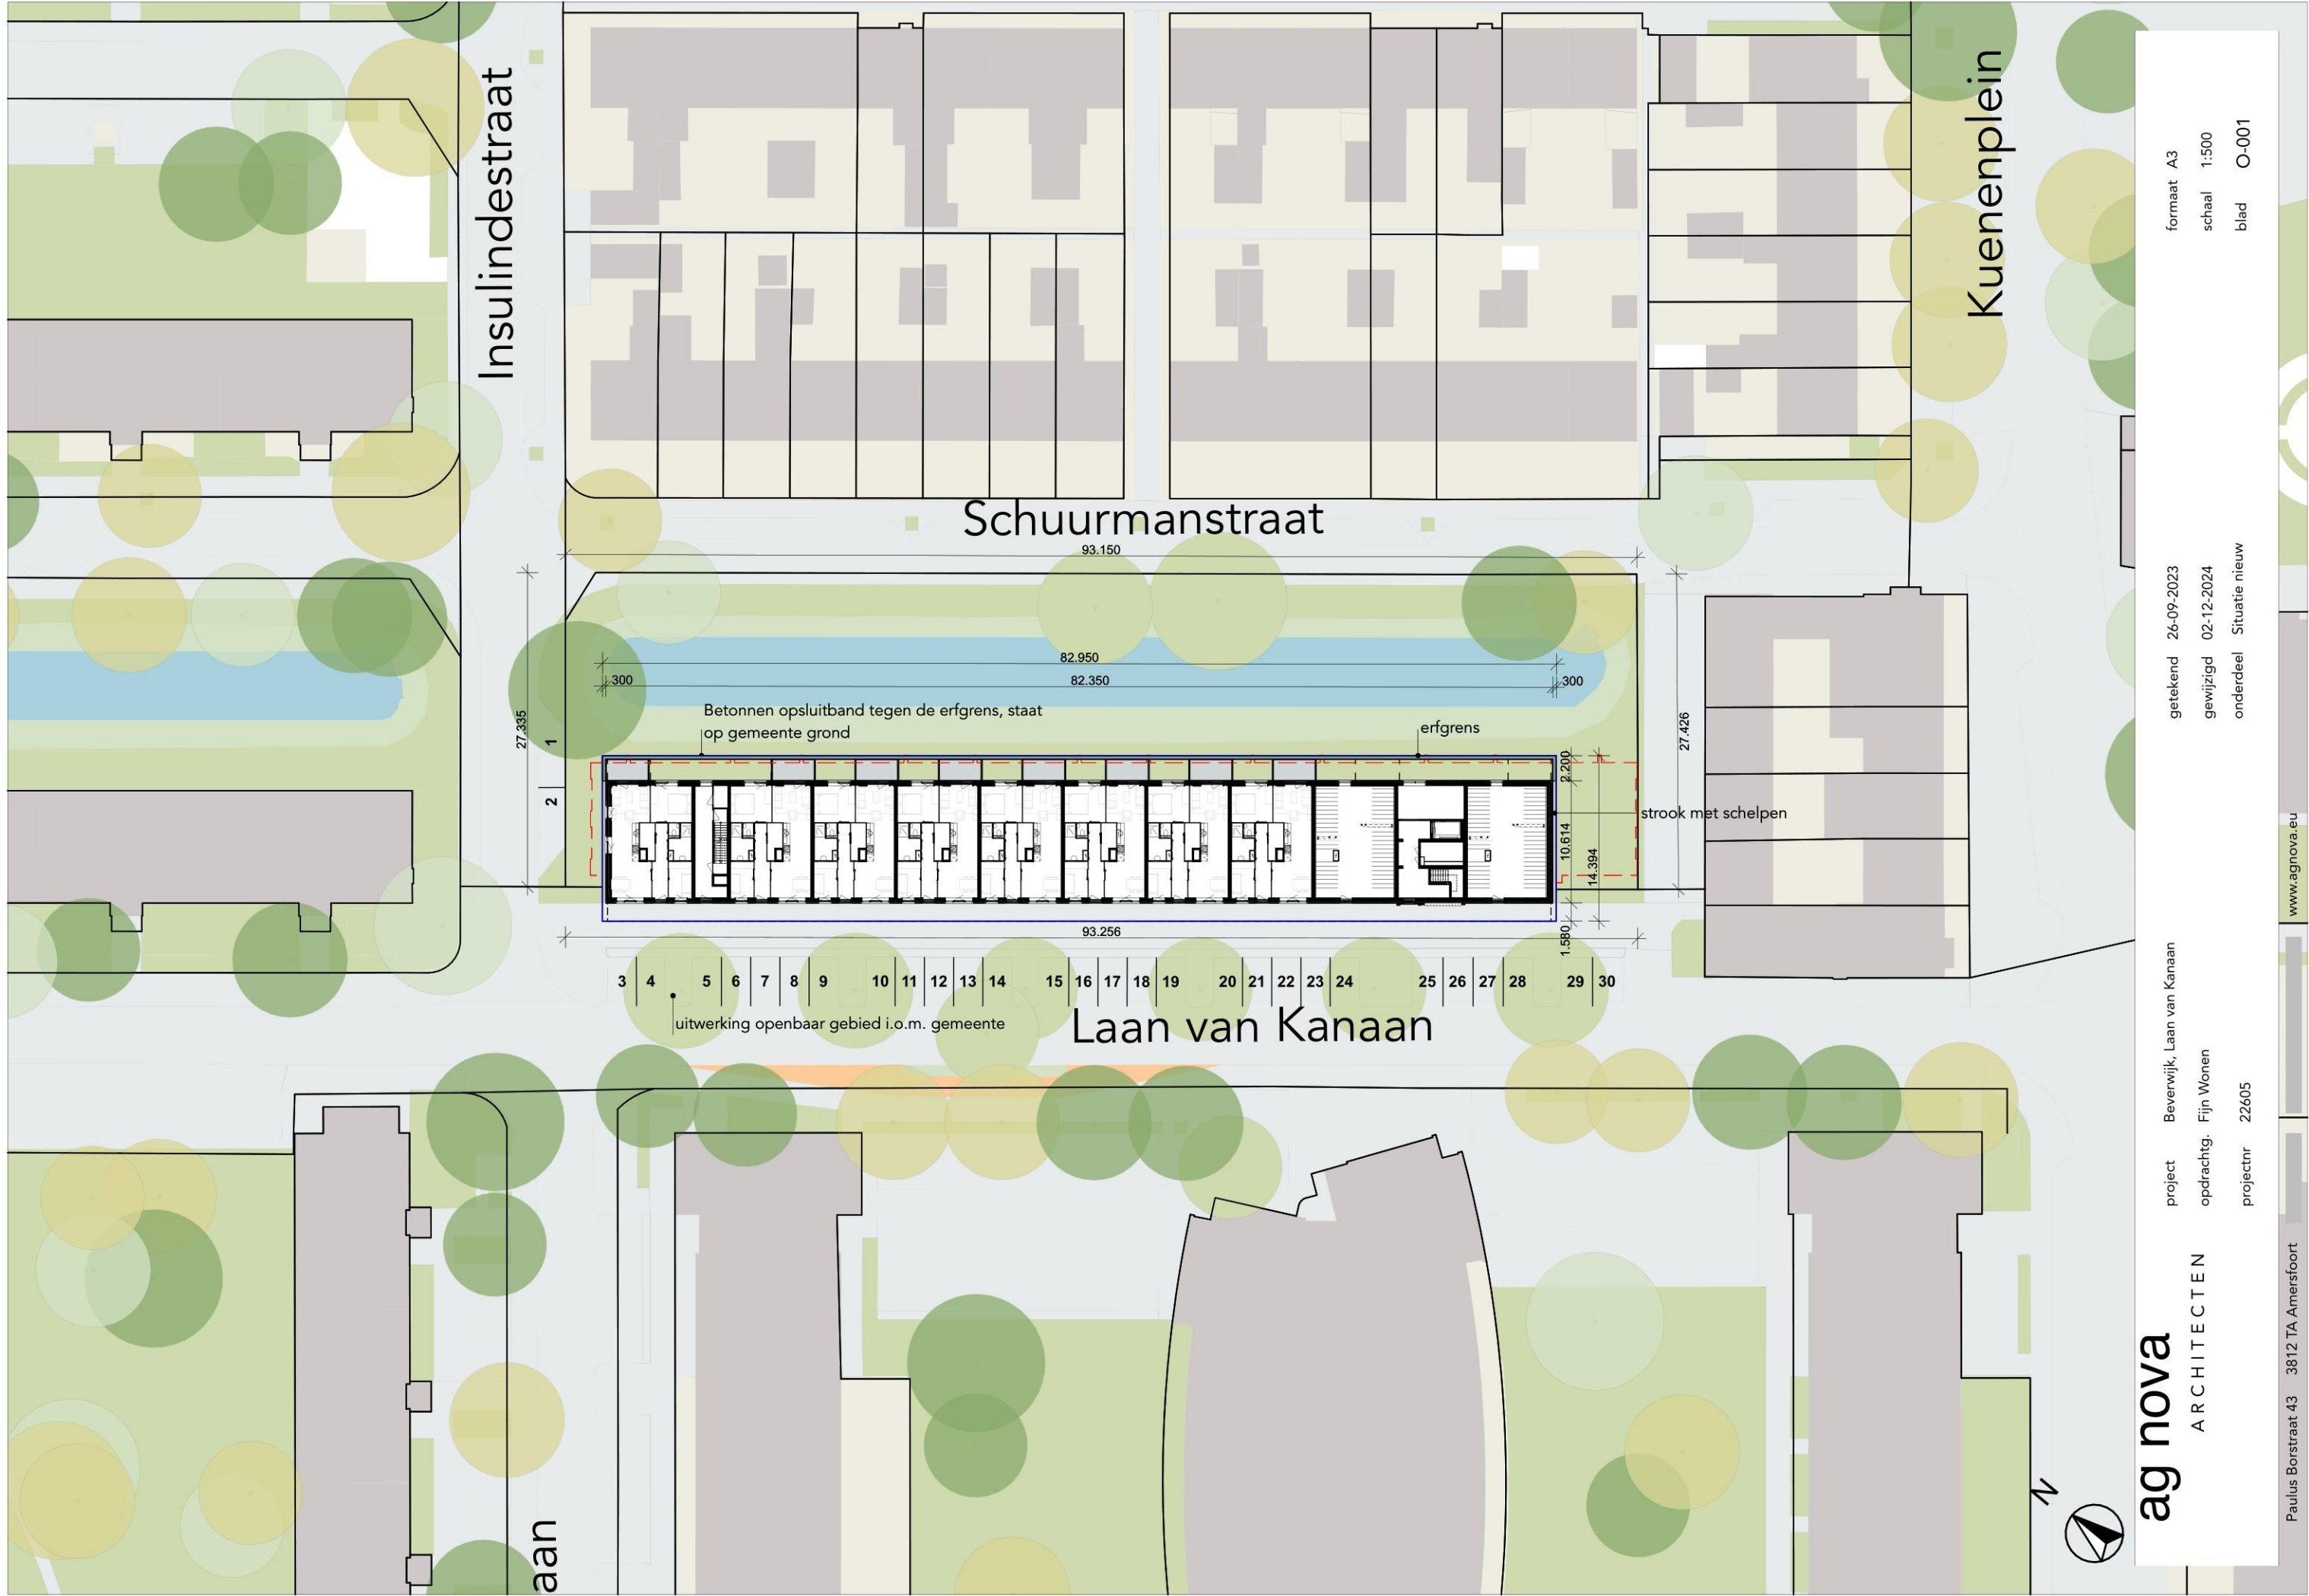 Insulindestraat
Kuenenplein
Schuurmanstraat
93.150
82.950
300
82.350
300
Betonnen opsluitband tegen de erfgrens, staat
op gemeente grond
erfgrens
27.335
27.426
1
2
2.200
10.614
14.394
1.580
strook met schelpen
93.256
3 4 5 6 7 8 9 10 11 12 13 14 15 16 17 18 19 20 21 22 23 24 25 26 27 28 29 30
uitwerking openbaar gebied i.o.m. gemeente
Laan van Kanaan
aan
N
ag nova
ARCHITECTEN
project Beverwijk, Laan van Kanaan
opdrachtg. Fijn Wonen
projectnr 22605
getekend 26-09-2023
gewijzigd 02-12-2024
onderdeel Situatie nieuw
formaat A3
schaal 1:500
blad O-001
Paulus Borstraat 43 3812 TA Amersfoort
www.agnova.eu